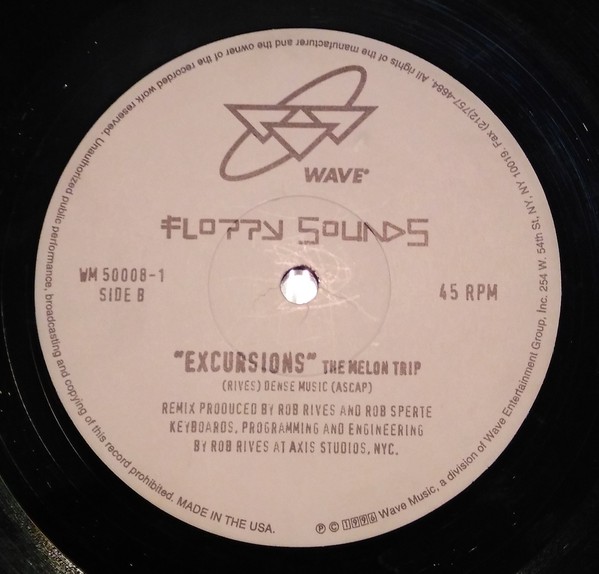 WAVE®
FLOPPY SOUNDS
WM 50008-1
SIDE B
45 RPM
"EXCURSIONS" THE MELON TRIP
(RIVES) DENSE MUSIC (ASCAP)
REMIX PRODUCED BY ROB RIVES AND ROB SPERTE
KEYBOARDS, PROGRAMMING AND ENGINEERING
BY ROB RIVES AT AXIS STUDIOS, NYC.
℗ © 1996 Wave Music, a division of Wave Entertainment Group, Inc. 254 W. 54th St, NY, NY 10019, Fax (212)757-4684. All rights of the manufacturer and the owner of the recorded work reserved. Unauthorized public performance, broadcasting and copying of this record prohibited. MADE IN THE USA.